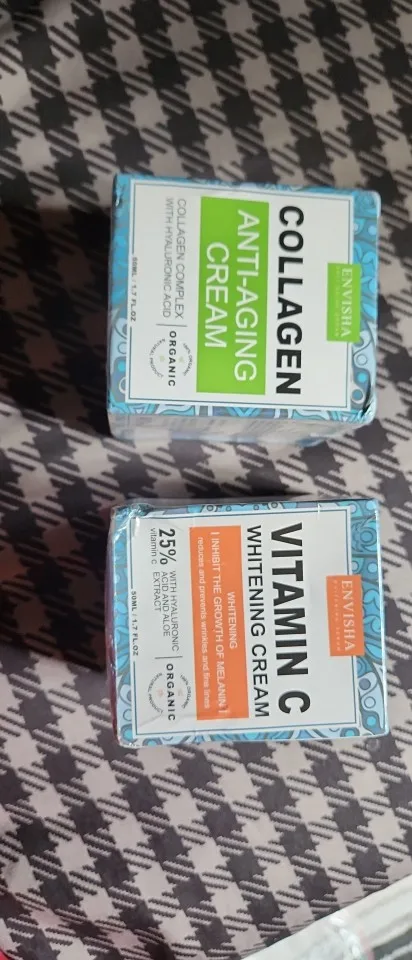 ENVISHA
COLLAGEN
ANTI-AGING
CREAM
COLLAGEN COMPLEX
WITH HYALURONIC ACID
ORGANIC
50ML / 1.7 FL.OZ
ENVISHA
VITAMIN C
WHITENING CREAM
WHITENING
I INHIBIT THE GROWTH OF MELANIN I
reduces and prevents wrinkles and fine lines
25%
vitamin c
WITH HYALURONIC
ACID AND ALOE
EXTRACT
ORGANIC
50ML / 1.7 FL.OZ